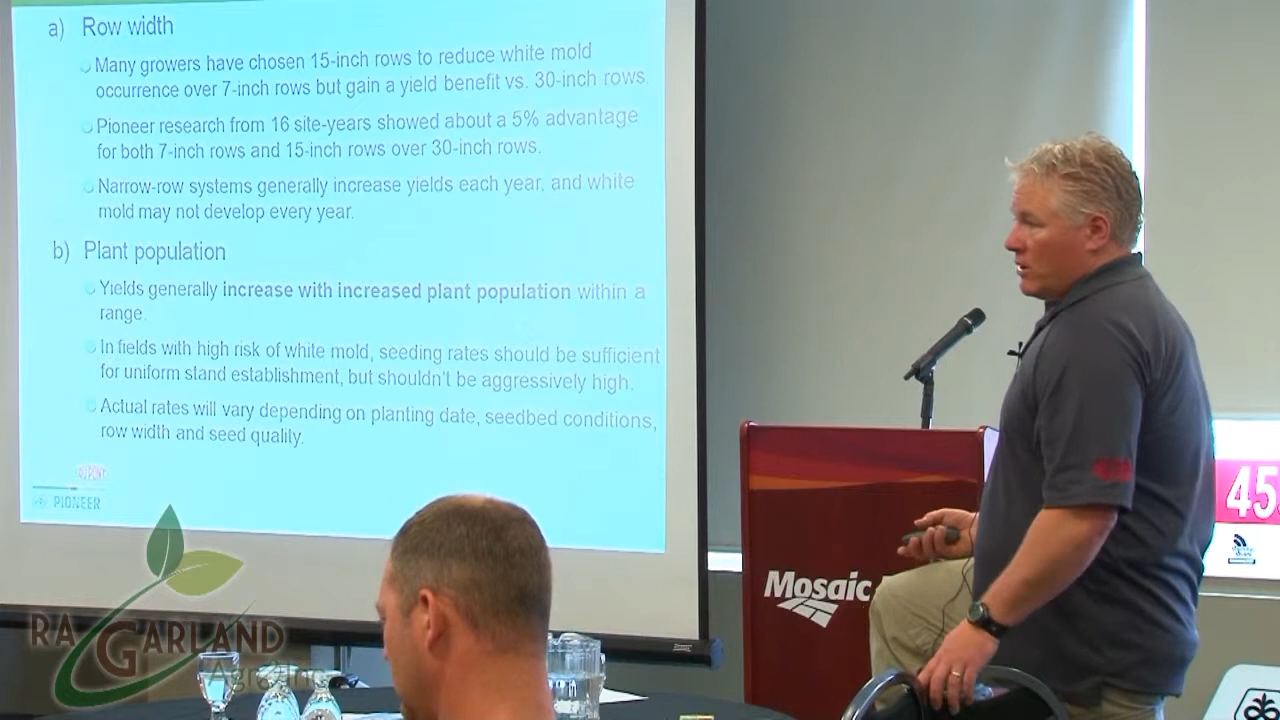 a) Row width
Many growers have chosen 15-inch rows to reduce white mold
occurrence over 7-inch rows but gain a yield benefit vs. 30-inch rows.
Pioneer research from 16 site-years showed about a 5% advantage
for both 7-inch rows and 15-inch rows over 30-inch rows.
Narrow-row systems generally increase yields each year, and white
mold may not develop every year.
b) Plant population
Yields generally increase with increased plant population within a
range.
In fields with high risk of white mold, seeding rates should be sufficient
for uniform stand establishment, but shouldn't be aggressively high.
Actual rates will vary depending on planting date, seedbed conditions,
row width and seed quality.
DUPONT
PIONEER
RA GARLAND
Agro Inc
Mosaic
45